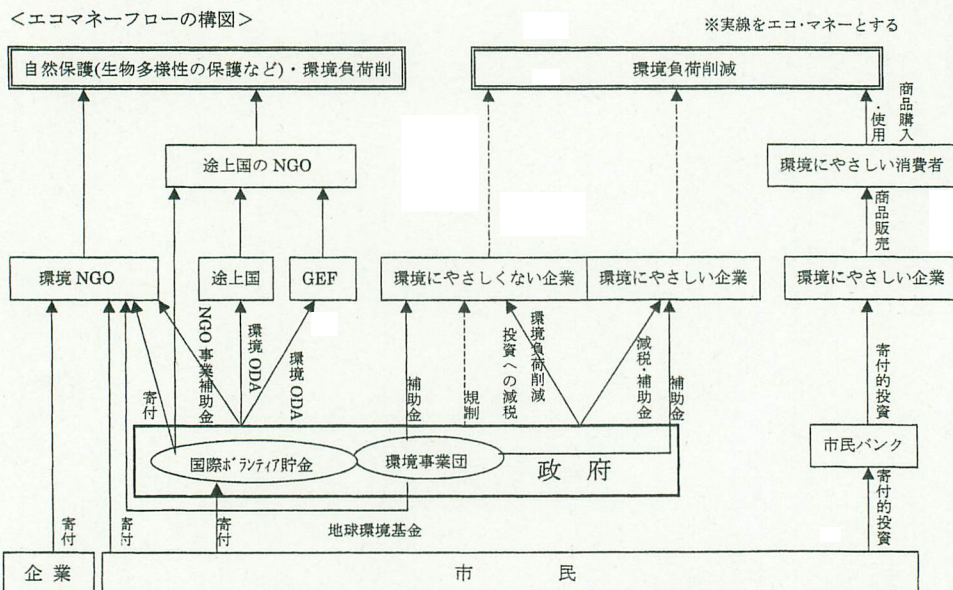 ＜エコマネーフローの構図＞
※実線をエコ・マネーとする
自然保護(生物多様性の保護など)・環境負荷削
環境負荷削減
商品購入
・使用
途上国のNGO
環境にやさしい消費者
商品販売
環境NGO
途上国
GEF
環境にやさしくない企業
環境にやさしい企業
環境にやさしい企業
寄付
NGO事業補助金
環境ODA
環境ODA
補助金
規制
環境負荷削減
投資への減税
減税・補助金
補助金
寄付的投資
国際ﾎﾞﾗﾝﾃｨｱ貯金
環境事業団
政府
市民バンク
寄付
寄付
寄付
地球環境基金
寄付的投資
企業
市民